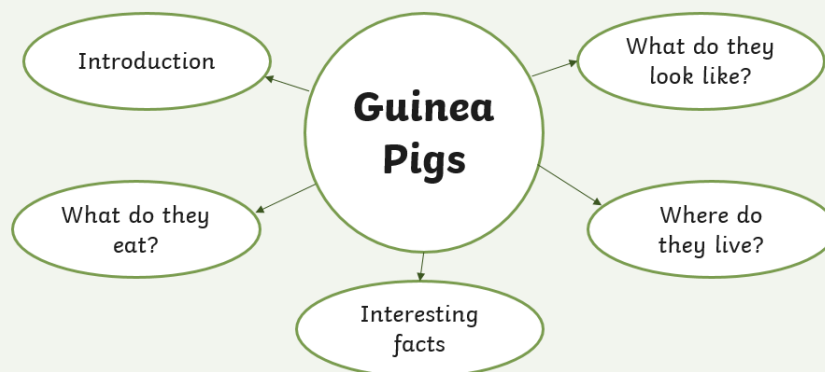 Introduction
Guinea
Pigs
What do they
look like?
What do they
eat?
Where do
they live?
Interesting
facts